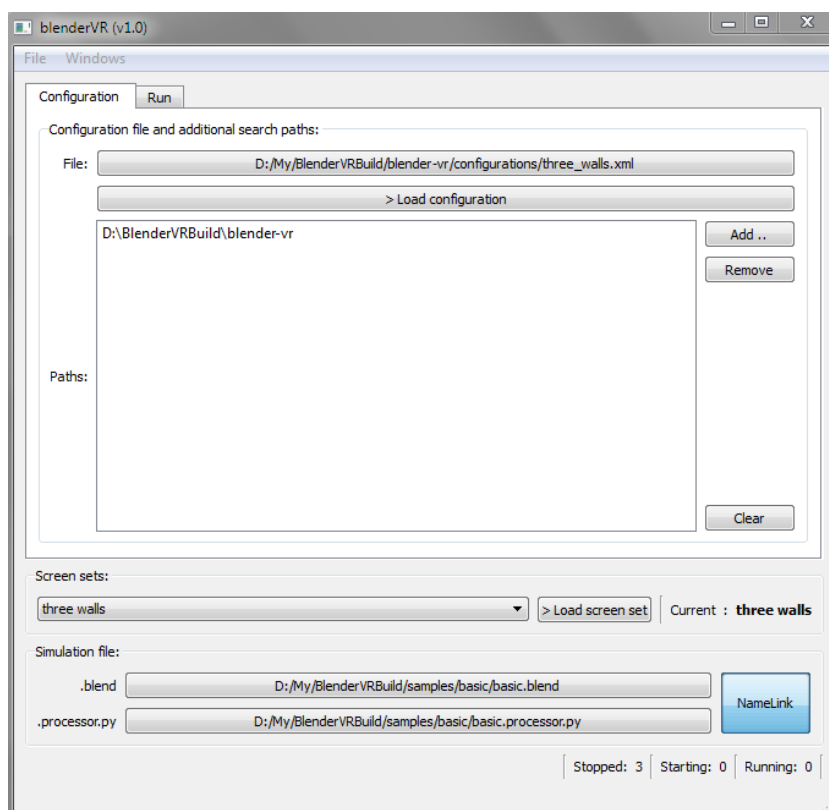 blenderVR (v1.0)
File Windows
Configuration Run
Configuration file and additional search paths:
File: D:/My/BlenderVRBuild/blender-vr/configurations/three_walls.xml
> Load configuration
D:\BlenderVRBuild\blender-vr Add ..
Remove
Paths:
Clear
Screen sets:
three walls > Load screen set Current : three walls
Simulation file:
.blend D:/My/BlenderVRBuild/samples/basic/basic.blend
NameLink
.processor.py D:/My/BlenderVRBuild/samples/basic/basic.processor.py
Stopped: 3 Starting: 0 Running: 0